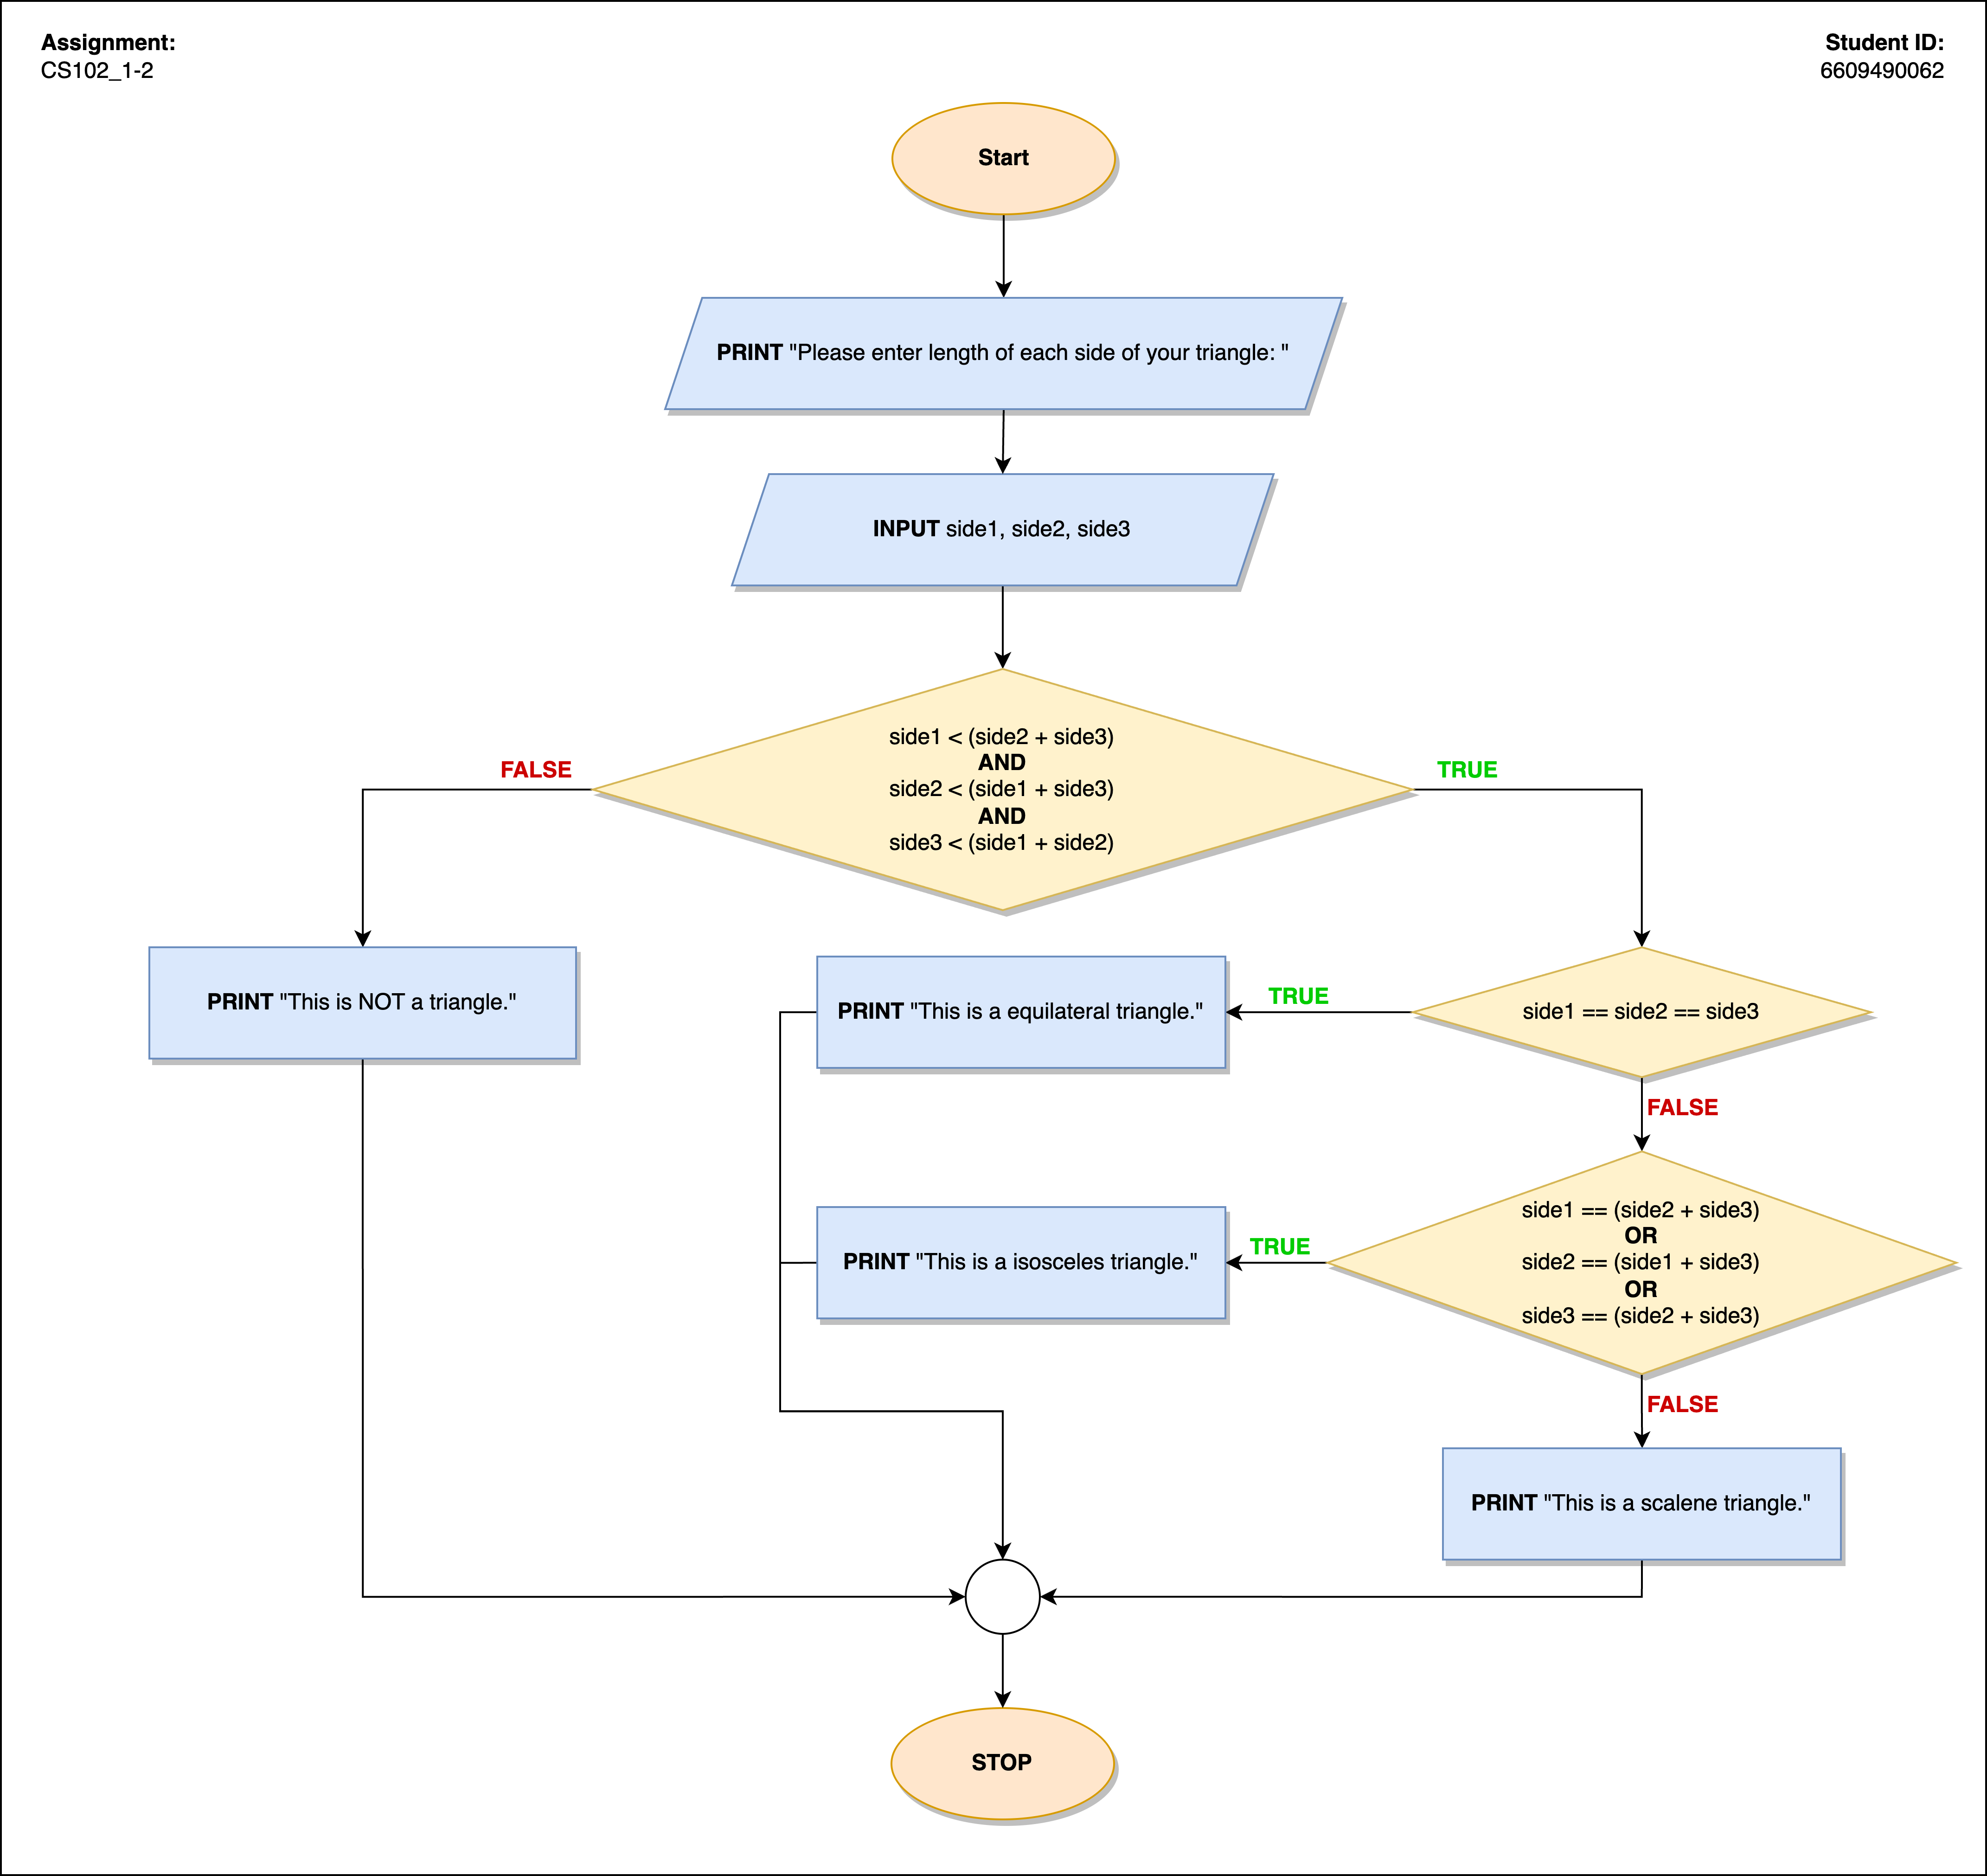 Assignment:
CS102_1-2
Student ID:
6609490062
Start
PRINT "Please enter length of each side of your triangle: "
INPUT side1, side2, side3
side1 < (side2 + side3)
AND
side2 < (side1 + side3)
AND
side3 < (side1 + side2)
FALSE
TRUE
PRINT "This is NOT a triangle."
PRINT "This is a equilateral triangle."
TRUE
side1 == side2 == side3
FALSE
PRINT "This is a isosceles triangle."
TRUE
side1 == (side2 + side3)
OR
side2 == (side1 + side3)
OR
side3 == (side2 + side3)
FALSE
PRINT "This is a scalene triangle."
STOP